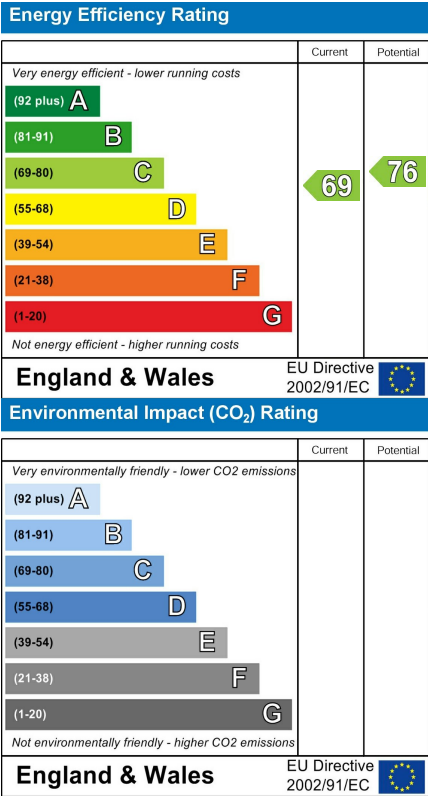 Energy Efficiency Rating
Current Potential
Very energy efficient - lower running costs
(92 plus) A
(81-91) B
(69-80) C
(55-68) D
(39-54) E
(21-38) F
(1-20) G
69 76
Not energy efficient - higher running costs
England & Wales
EU Directive
2002/91/EC
Environmental Impact (CO₂) Rating
Current Potential
Very environmentally friendly - lower CO2 emissions
(92 plus) A
(81-91) B
(69-80) C
(55-68) D
(39-54) E
(21-38) F
(1-20) G
Not environmentally friendly - higher CO2 emissions
England & Wales
EU Directive
2002/91/EC